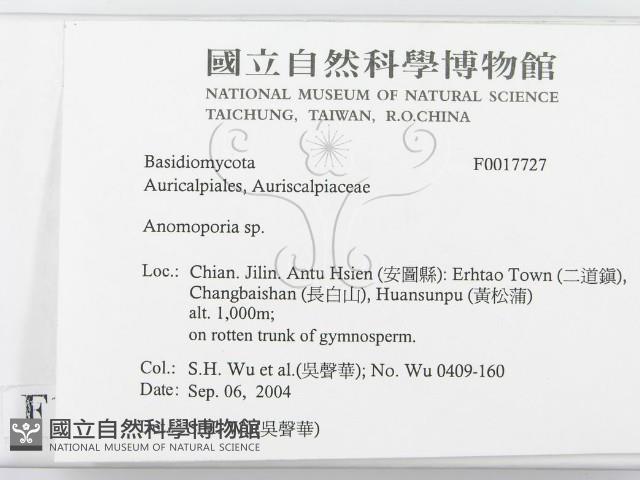 國立自然科學博物館
NATIONAL MUSEUM OF NATURAL SCIENCE
TAICHUNG, TAIWAN, R.O.CHINA
Basidiomycota F0017727
Auricalpiales, Auriscalpiaceae
Anomoporia sp.
Loc.: Chian. Jilin. Antu Hsien (安圖縣): Erhtao Town (二道鎮),
Changbaishan (長白山), Huansunpu (黃松蒲)
alt. 1,000m;
on rotten trunk of gymnosperm.
Col.: S.H. Wu et al.(吳聲華); No. Wu 0409-160
Date: Sep. 06, 2004
(吳聲華)
國立自然科學博物館
NATIONAL MUSEUM OF NATURAL SCIENCE